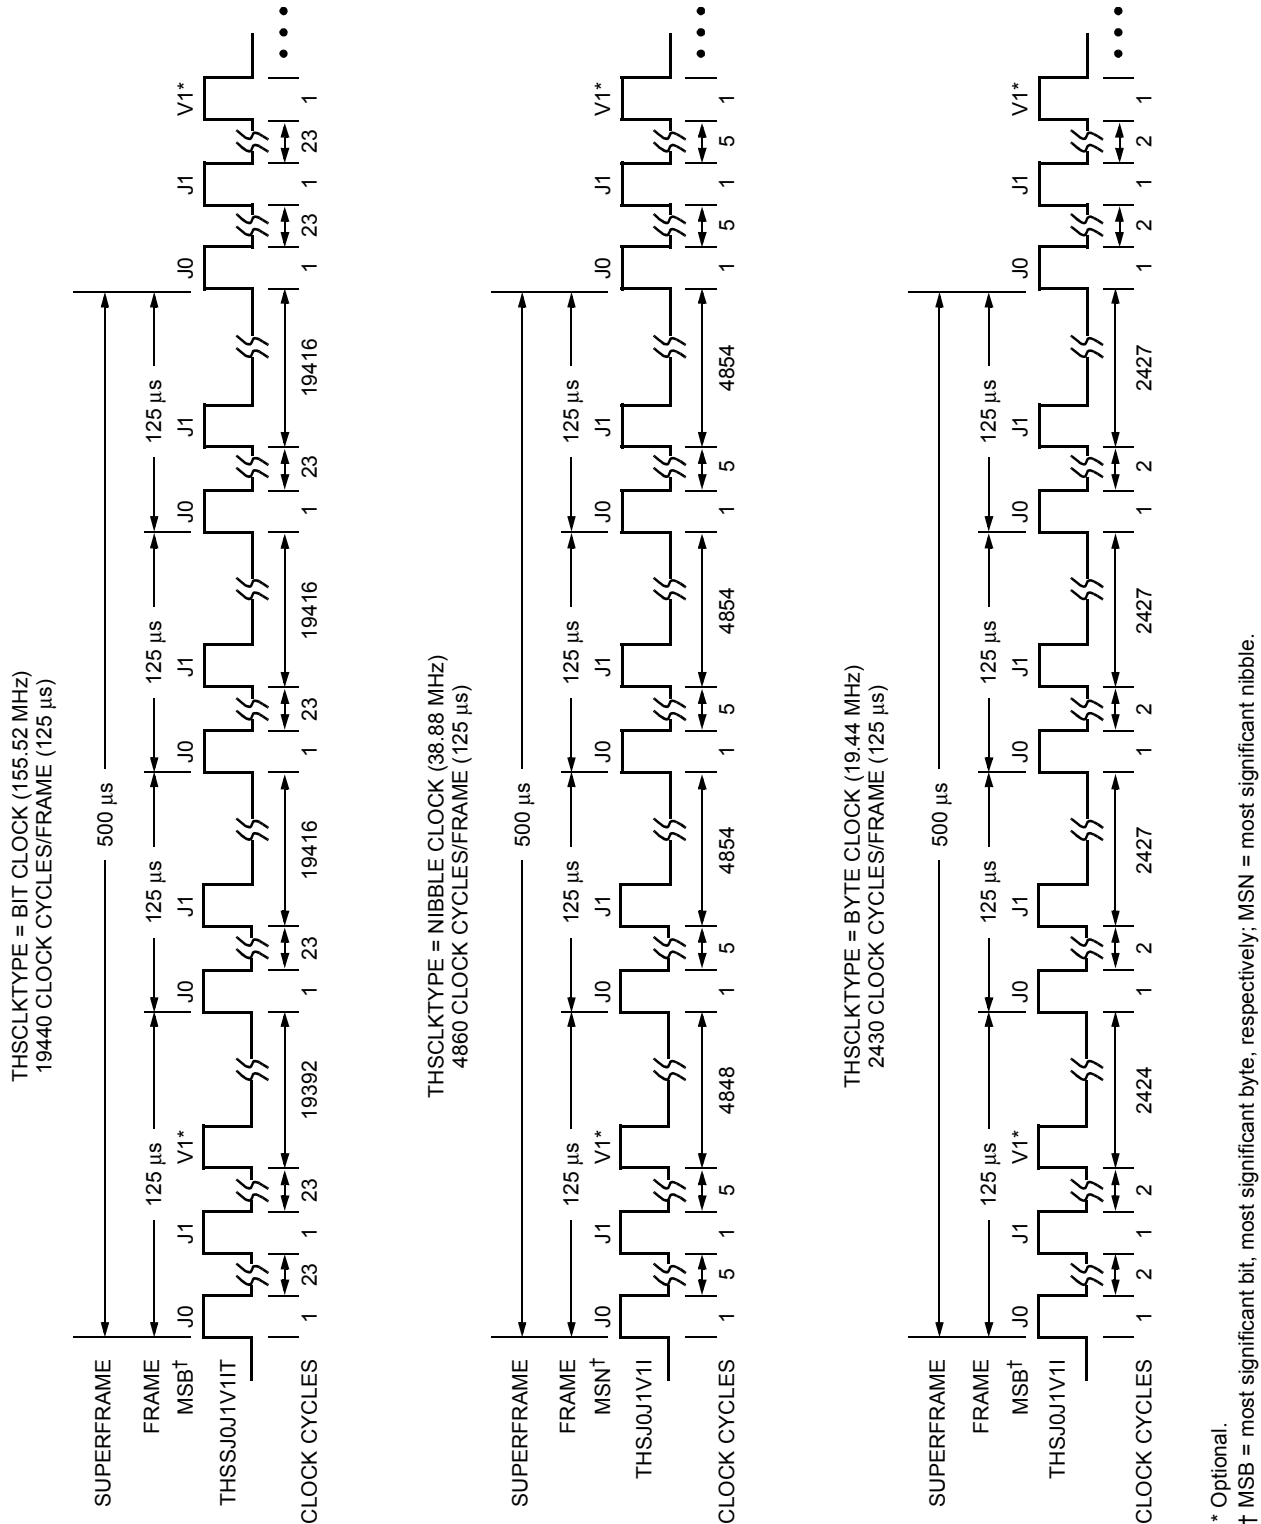 THSCLKTYPE = BIT CLOCK (155.52 MHz)
19440 CLOCK CYCLES/FRAME (125 μs)
SUPERFRAME
500 μs
FRAME
125 μs 125 μs 125 μs 125 μs
MSB†
J0 J1 V1* J0 J1 J0 J1 J0 J1 J0 J1 V1*
THSSJ0J1V1IT
CLOCK CYCLES
1 23 1 23 19392 1 23 19416 1 23 19416 1 23 19416 1 23 1 23 1
THSCLKTYPE = NIBBLE CLOCK (38.88 MHz)
4860 CLOCK CYCLES/FRAME (125 μs)
SUPERFRAME
500 μs
FRAME
125 μs 125 μs 125 μs 125 μs
MSN†
J0 J1 V1* J0 J1 J0 J1 J0 J1 J0 J1 V1*
THSJ0J1V1I
CLOCK CYCLES
1 5 1 5 4848 1 5 4854 1 5 4854 1 5 4854 1 5 1 5 1
THSCLKTYPE = BYTE CLOCK (19.44 MHz)
2430 CLOCK CYCLES/FRAME (125 μs)
SUPERFRAME
500 μs
FRAME
125 μs 125 μs 125 μs 125 μs
MSB†
J0 J1 V1* J0 J1 J0 J1 J0 J1 J0 J1 V1*
THSJ0J1V1I
CLOCK CYCLES
1 2 1 2 2424 1 2 2427 1 2 2427 1 2 2427 1 2 1 2 1
* Optional.
† MSB = most significant bit, most significant byte, respectively; MSN = most significant nibble.